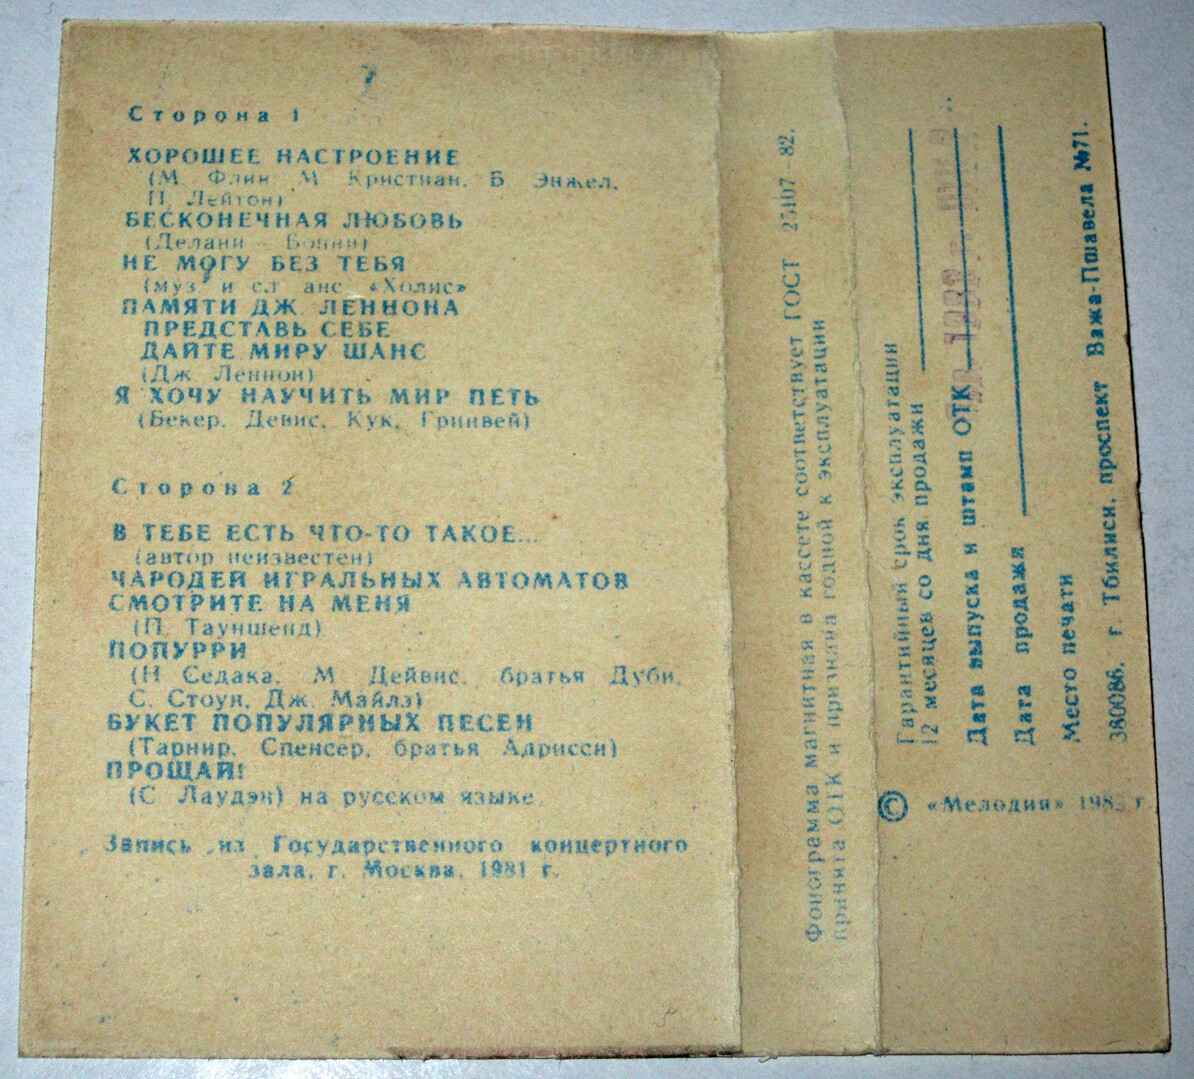 Сторона 1
ХОРОШЕЕ НАСТРОЕНИЕ
(М. Флин М. Кристиан, Б. Энжел,
П. Лейтон)
БЕСКОНЕЧНАЯ ЛЮБОВЬ
(Делани - Бонни)
НЕ МОГУ БЕЗ ТЕБЯ
(муз. и сл. анс. «Холис»
ПАМЯТИ ДЖ. ЛЕННОНА
ПРЕДСТАВЬ СЕБЕ
ДАЙТЕ МИРУ ШАНС
(Дж. Леннон)
Я ХОЧУ НАУЧИТЬ МИР ПЕТЬ
(Бекер, Девис, Кук, Гринвей)
Сторона 2
В ТЕБЕ ЕСТЬ ЧТО-ТО ТАКОЕ...
(автор неизвестен)
ЧАРОДЕЙ ИГРАЛЬНЫХ АВТОМАТОВ
СМОТРИТЕ НА МЕНЯ
(П. Тауншенд)
ПОПУРРИ
(Н. Седака, М. Дейвис, братья Дуби,
С. Стоун, Дж. Майлз)
БУКЕТ ПОПУЛЯРНЫХ ПЕСЕН
(Тарнир, Спенсер, братья Адрисси)
ПРОЩАЙ!
(С. Лаудэн) на русском языке
Запись из Государственного концертного
зала, г. Москва, 1981 г.
Фонограмма магнитная в кассете соответствует ГОСТ 25107-82,
принята ОТК и признана годной к эксплуатации
Гарантийный срок эксплуатации
12 месяцев со дня продажи
Дата выпуска и штамп ОТК
Дата продажи
Место печати
380086. г. Тбилиси, проспект Важа-Пшавела №71.
© «Мелодия» г.